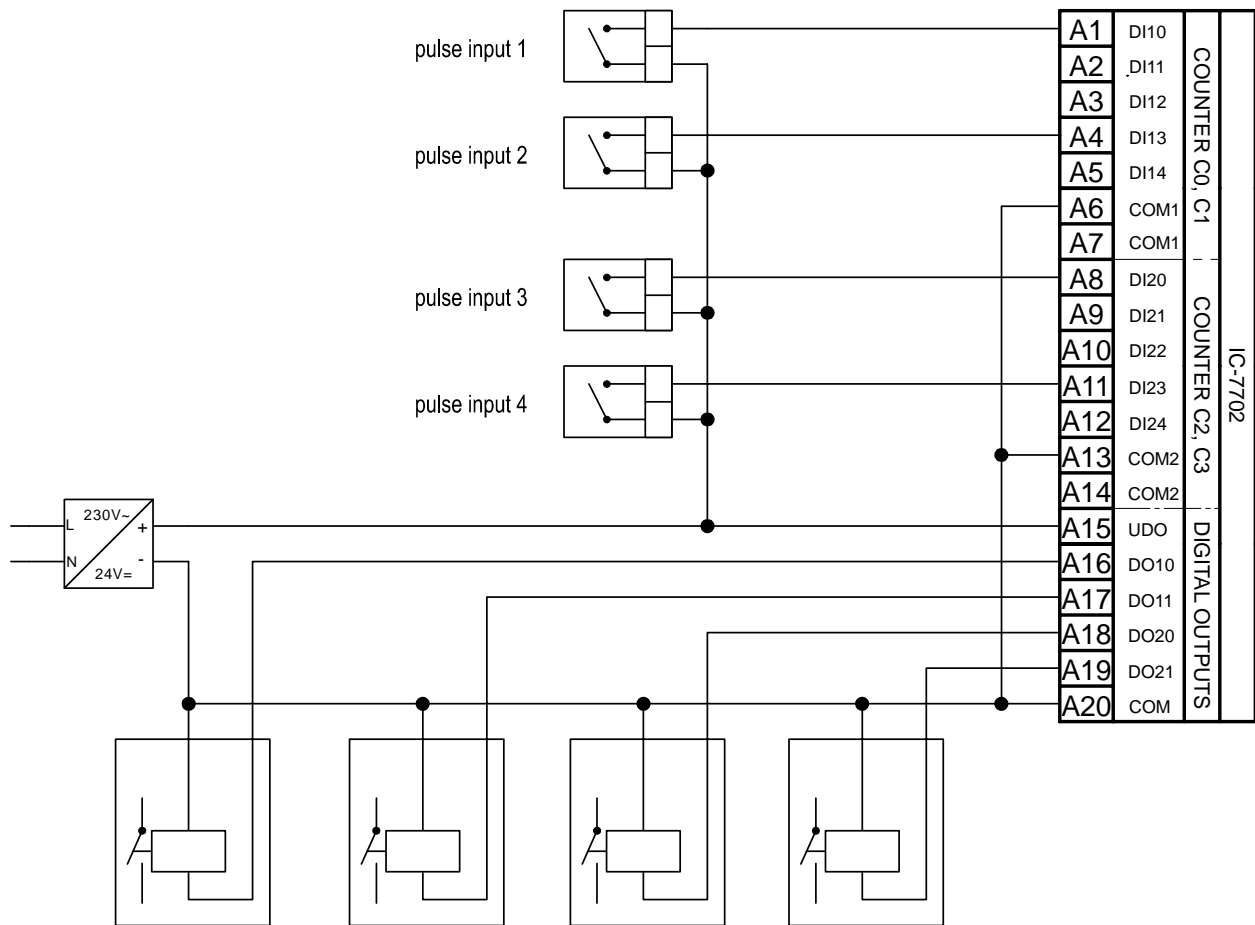 pulse input 1
pulse input 2
pulse input 3
pulse input 4
L
230V~
+
N
24V=
-
A1 DI10
A2 DI11
A3 DI12
A4 DI13
A5 DI14
A6 COM1
A7 COM1
A8 DI20
A9 DI21
A10 DI22
A11 DI23
A12 DI24
A13 COM2
A14 COM2
A15 UDO
A16 DO10
A17 DO11
A18 DO20
A19 DO21
A20 COM
COUNTER C0, C1
COUNTER C2, C3
DIGITAL OUTPUTS
IC-7702